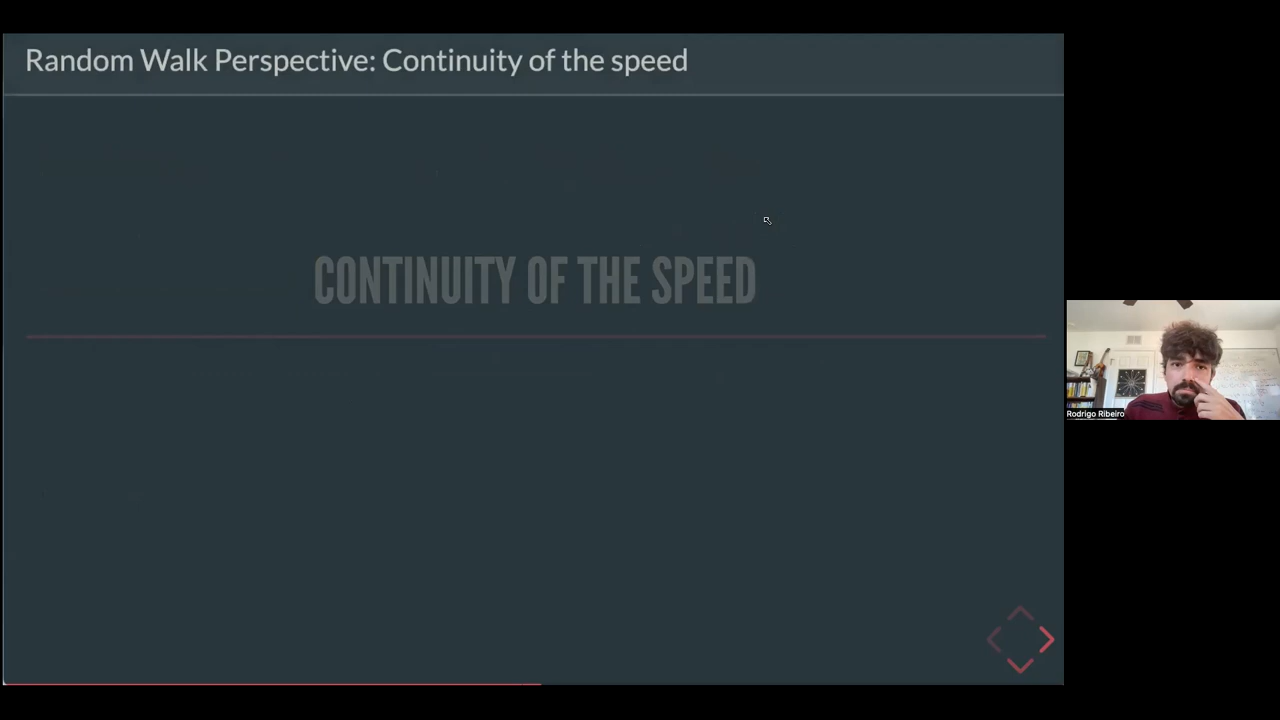 Random Walk Perspective: Continuity of the speed
CONTINUITY OF THE SPEED
Rodrigo Ribeiro